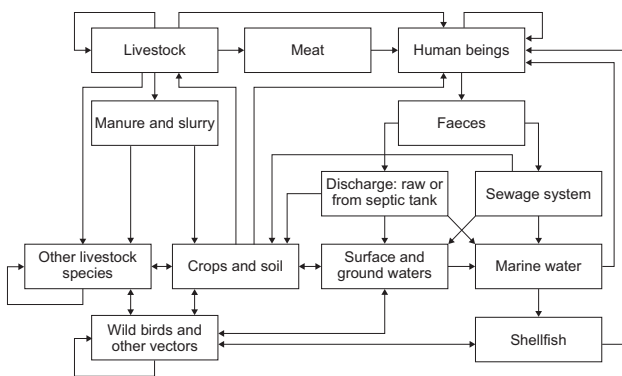 Livestock
Meat
Human beings
Manure and slurry
Faeces
Discharge: raw or
from septic tank
Sewage system
Other livestock
species
Crops and soil
Surface and
ground waters
Marine water
Wild birds and
other vectors
Shellfish